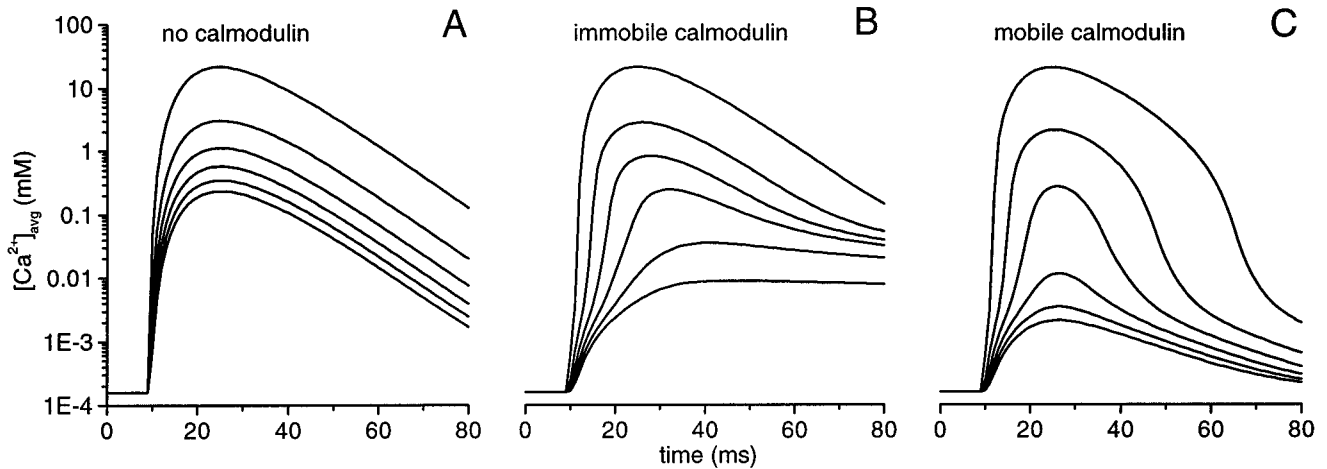 A
B
C
no calmodulin
immobile calmodulin
mobile calmodulin
[Ca²⁺]avg (mM)
100
10
1
0.1
0.01
1E-3
1E-4
0 20 40 60 80
0 20 40 60 80
0 20 40 60 80
time (ms)